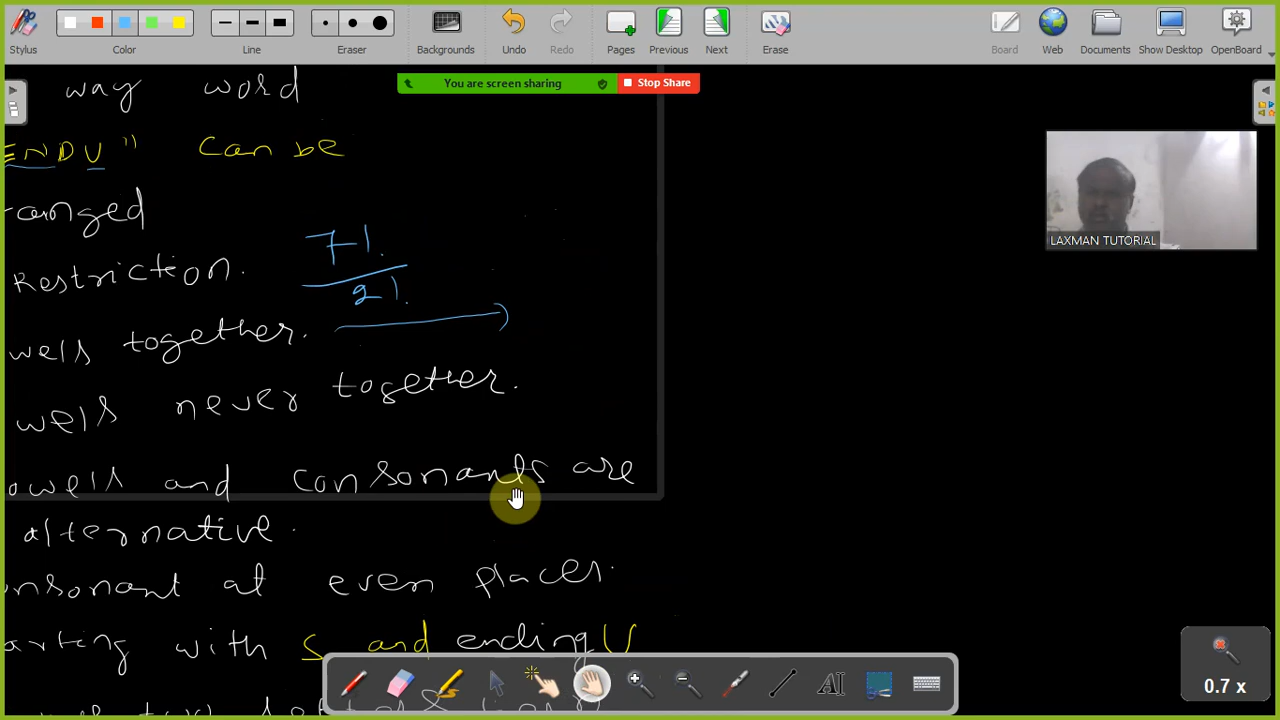 Stylus Color Line Eraser Backgrounds Undo Redo Pages Previous Next Erase Board Web Documents Show Desktop OpenBoard
You are screen sharing Stop Share
way word
ENDU" can be
ranged
Restriction. 7!
2!
wels together.
wels never together.
owels and consonants are
alternative.
onsonant at even places.
arting with S and ending U
LAXMAN TUTORIAL
0.7 x